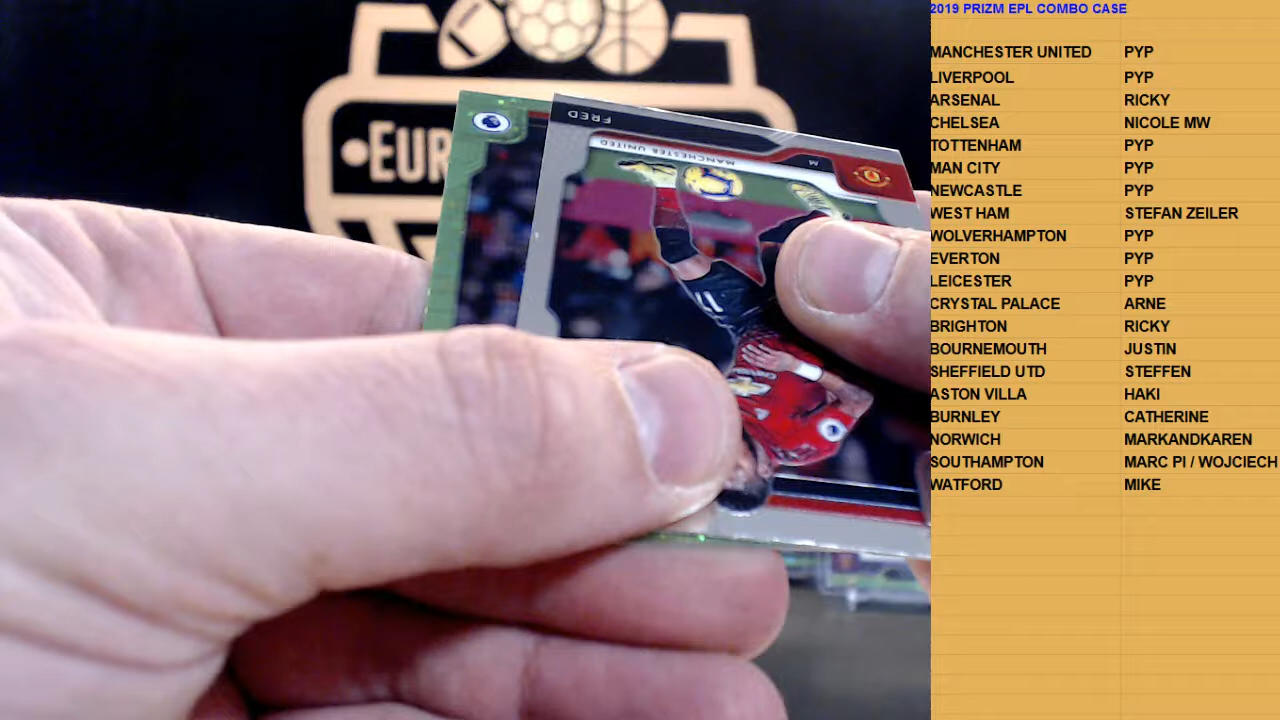 2019 PRIZM EPL COMBO CASE
MANCHESTER UNITED PYP
LIVERPOOL PYP
ARSENAL RICKY
CHELSEA NICOLE MW
TOTTENHAM PYP
MAN CITY PYP
NEWCASTLE PYP
WEST HAM STEFAN ZEILER
WOLVERHAMPTON PYP
EVERTON PYP
LEICESTER PYP
CRYSTAL PALACE ARNE
BRIGHTON RICKY
BOURNEMOUTH JUSTIN
SHEFFIELD UTD STEFFEN
ASTON VILLA HAKI
BURNLEY CATHERINE
NORWICH MARKANDKAREN
SOUTHAMPTON MARC PI / WOJCIECH
WATFORD MIKE
EUR
FRED
MANCHESTER UNITED
M